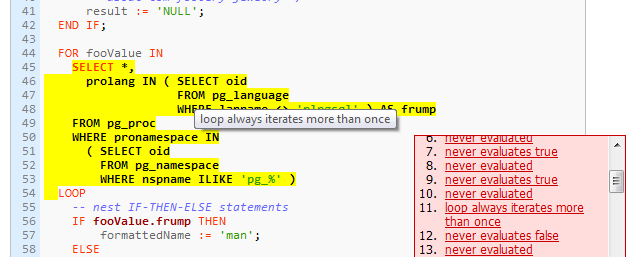 41 result := 'NULL';
42 END IF;
43
44 FOR fooValue IN
45 SELECT *,
46 prolang IN ( SELECT oid
47 FROM pg_language
48 WHERE lanname <> 'plpgsql' ) AS frump
loop always iterates more than once
49 FROM pg_proc
50 WHERE pronamespace IN
51 ( SELECT oid
52 FROM pg_namespace
53 WHERE nspname ILIKE 'pg_%' )
54 LOOP
55 -- nest IF-THEN-ELSE statements
56 IF fooValue.frump THEN
57 formattedName := 'man';
58 ELSE
6. never evaluated
7. never evaluates true
8. never evaluated
9. never evaluates true
10. never evaluated
11. loop always iterates more
than once
12. never evaluates false
13. never evaluated